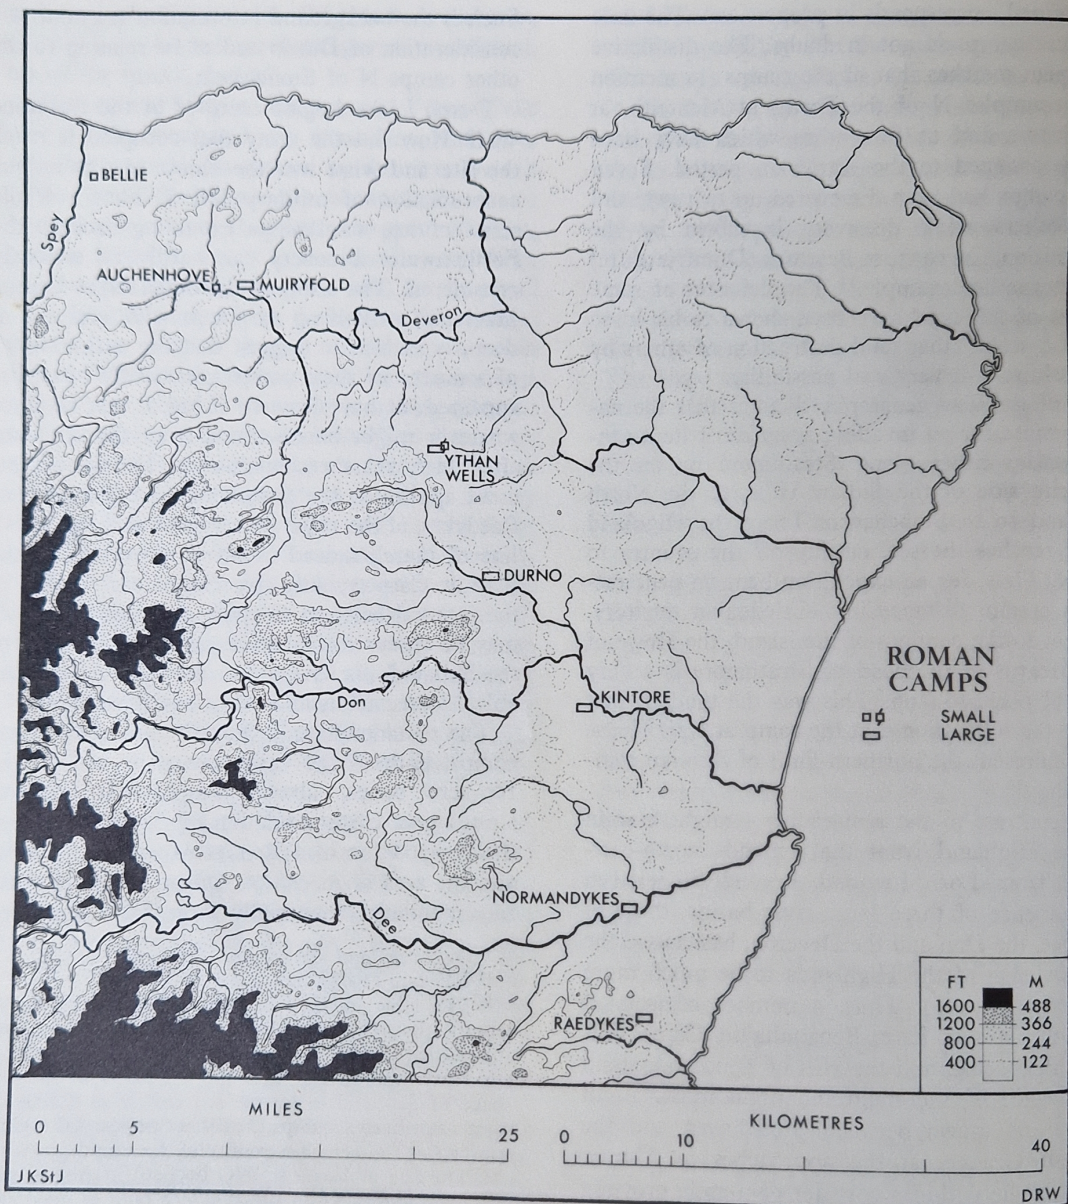 BELLIE
Spey
AUCHENHOVE
MUIRYFOLD
Deveron
YTHAN
WELLS
DURNO
ROMAN
CAMPS
SMALL
LARGE
KINTORE
Don
NORMANDYKES
Dee
RAEDYKES
FT M
1600 488
1200 366
800 244
400 122
MILES
0 5 25
KILOMETRES
0 10 40
JKStJ
DRW